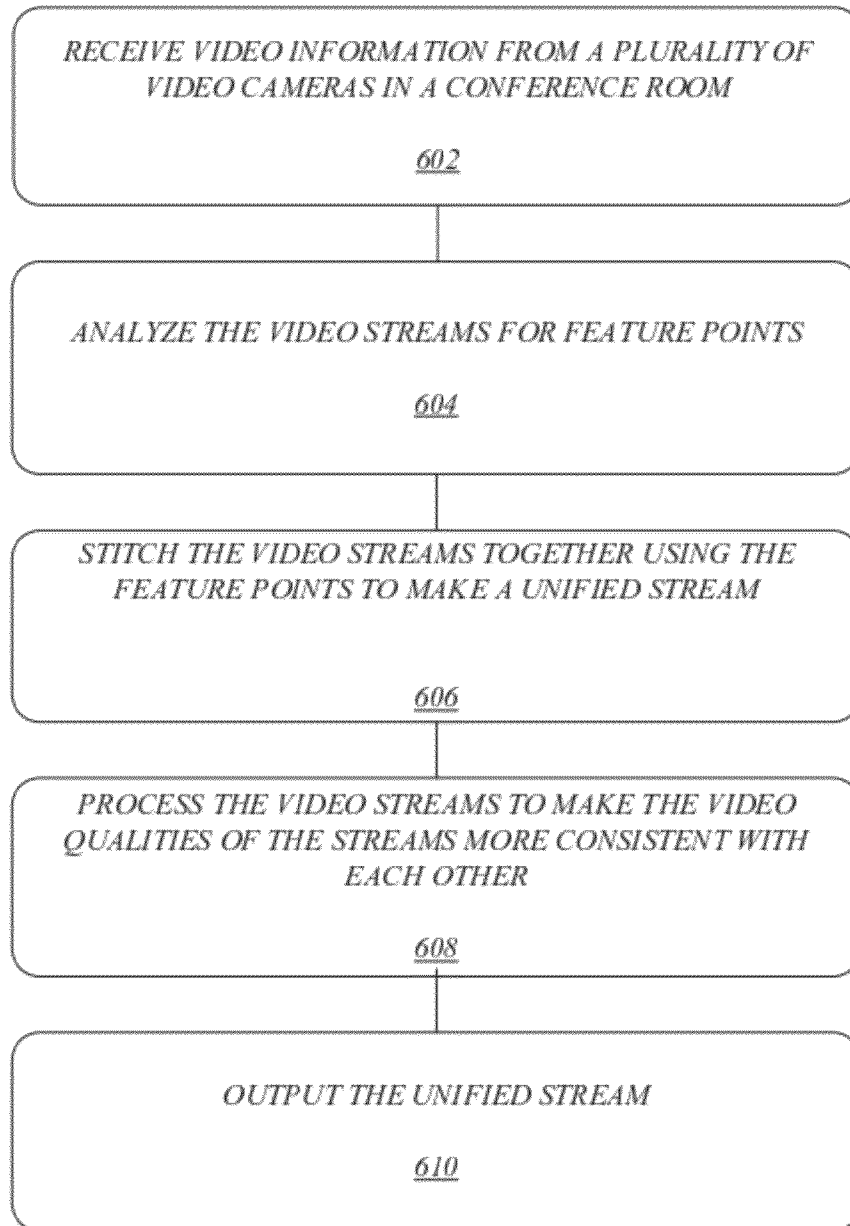 RECEIVE VIDEO INFORMATION FROM A PLURALITY OF
VIDEO CAMERAS IN A CONFERENCE ROOM
602
ANALYZE THE VIDEO STREAMS FOR FEATURE POINTS
604
STITCH THE VIDEO STREAMS TOGETHER USING THE
FEATURE POINTS TO MAKE A UNIFIED STREAM
606
PROCESS THE VIDEO STREAMS TO MAKE THE VIDEO
QUALITIES OF THE STREAMS MORE CONSISTENT WITH
EACH OTHER
608
OUTPUT THE UNIFIED STREAM
610